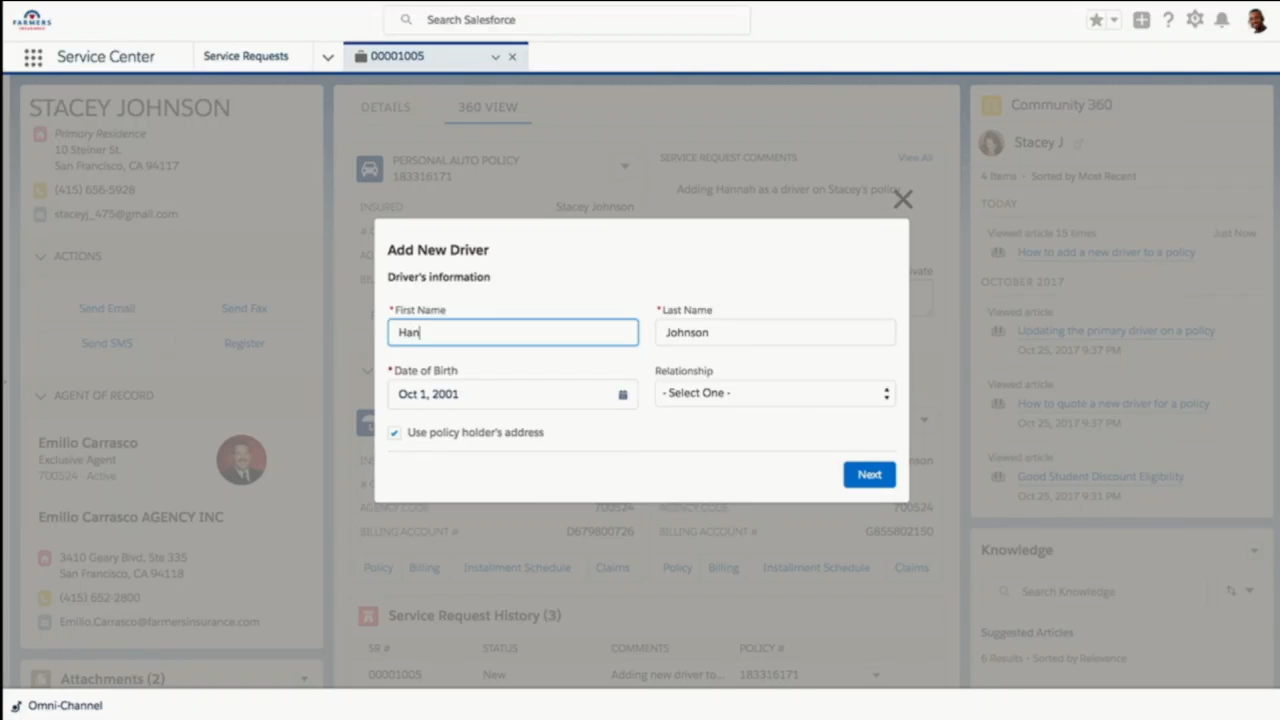 FARMERS
INSURANCE
Search Salesforce
Service Center
Service Requests
00001005
STACEY JOHNSON
Primary Residence
10 Steiner St.
San Francisco, CA 94117
(415) 656-5928
staceyj_475@gmail.com
ACTIONS
Send Email
Send Fax
Send SMS
Register
AGENT OF RECORD
Emilio Carrasco
Exclusive Agent
700524 - Active
Emilio Carrasco AGENCY INC
3410 Geary Blvd, Ste 335
San Francisco, CA 94118
(415) 652-2800
Emilio.Carrasco@farmersinsurance.com
Attachments (2)
DETAILS
360 VIEW
PERSONAL AUTO POLICY
183316171
INSURED
Stacey Johnson
SERVICE REQUEST COMMENTS
View All
Adding Hannah as a driver on Stacey's policy
Add New Driver
Driver's information
*First Name
Han
*Last Name
Johnson
*Date of Birth
Oct 1, 2001
Relationship
- Select One -
Use policy holder's address
Next
AGENCY CODE
700524
BILLING ACCOUNT #
D679800726
AGENCY CODE
700524
BILLING ACCOUNT #
G855802150
Policy
Billing
Installment Schedule
Claims
Policy
Billing
Installment Schedule
Claims
Service Request History (3)
SR #
STATUS
COMMENTS
POLICY #
00001005
New
Adding new driver to...
183316171
Community 360
Stacey J
4 Items - Sorted by Most Recent
TODAY
Viewed article 15 times
Just Now
How to add a new driver to a policy
OCTOBER 2017
Viewed article
Updating the primary driver on a policy
Oct 25, 2017 9:37 PM
Viewed article
How to quote a new driver for a policy
Oct 25, 2017 9:37 PM
Viewed article
Good Student Discount Eligibility
Oct 25, 2017 9:31 PM
Knowledge
Search Knowledge
Suggested Articles
6 Results - Sorted by Relevance
Omni-Channel